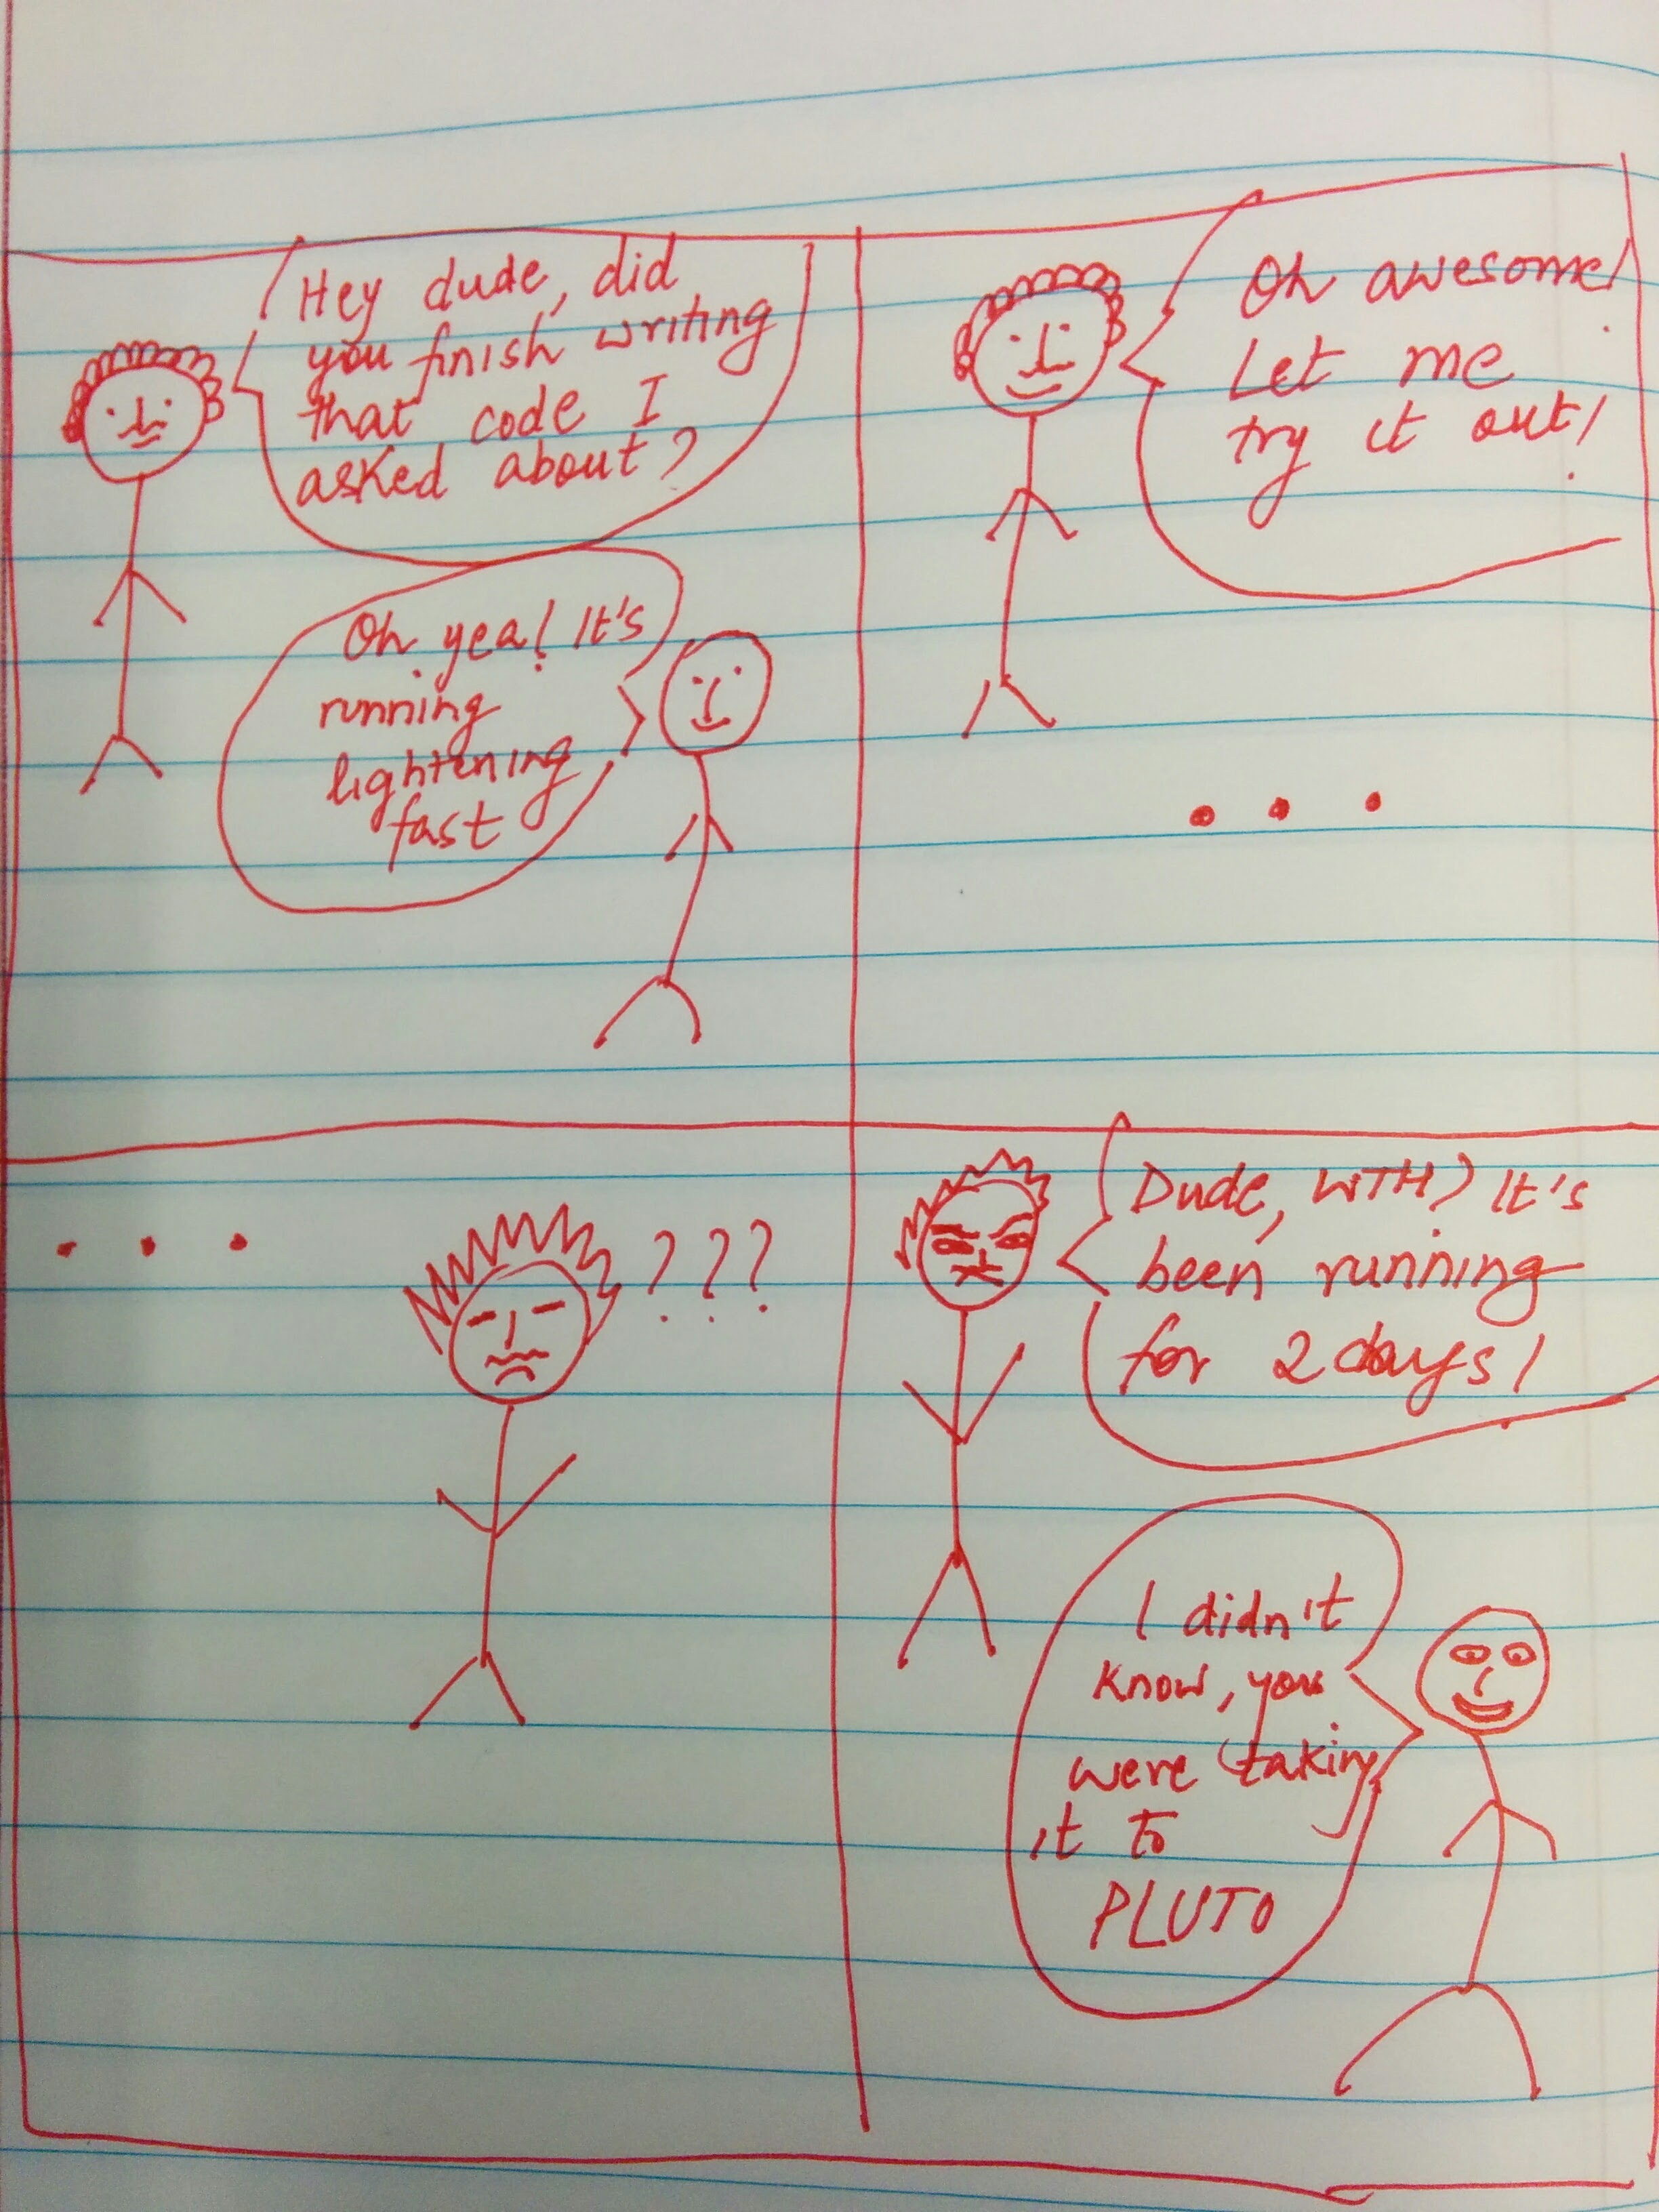 Hey dude, did
you finish writing
that code I
asked about?
Oh yea! It's
running
lightening
fast
Oh awesome!
Let me
try it out!
...
...
???
Dude, WTH? It's
been running
for 2 days!
I didn't
know, you
were taking
it to
PLUTO